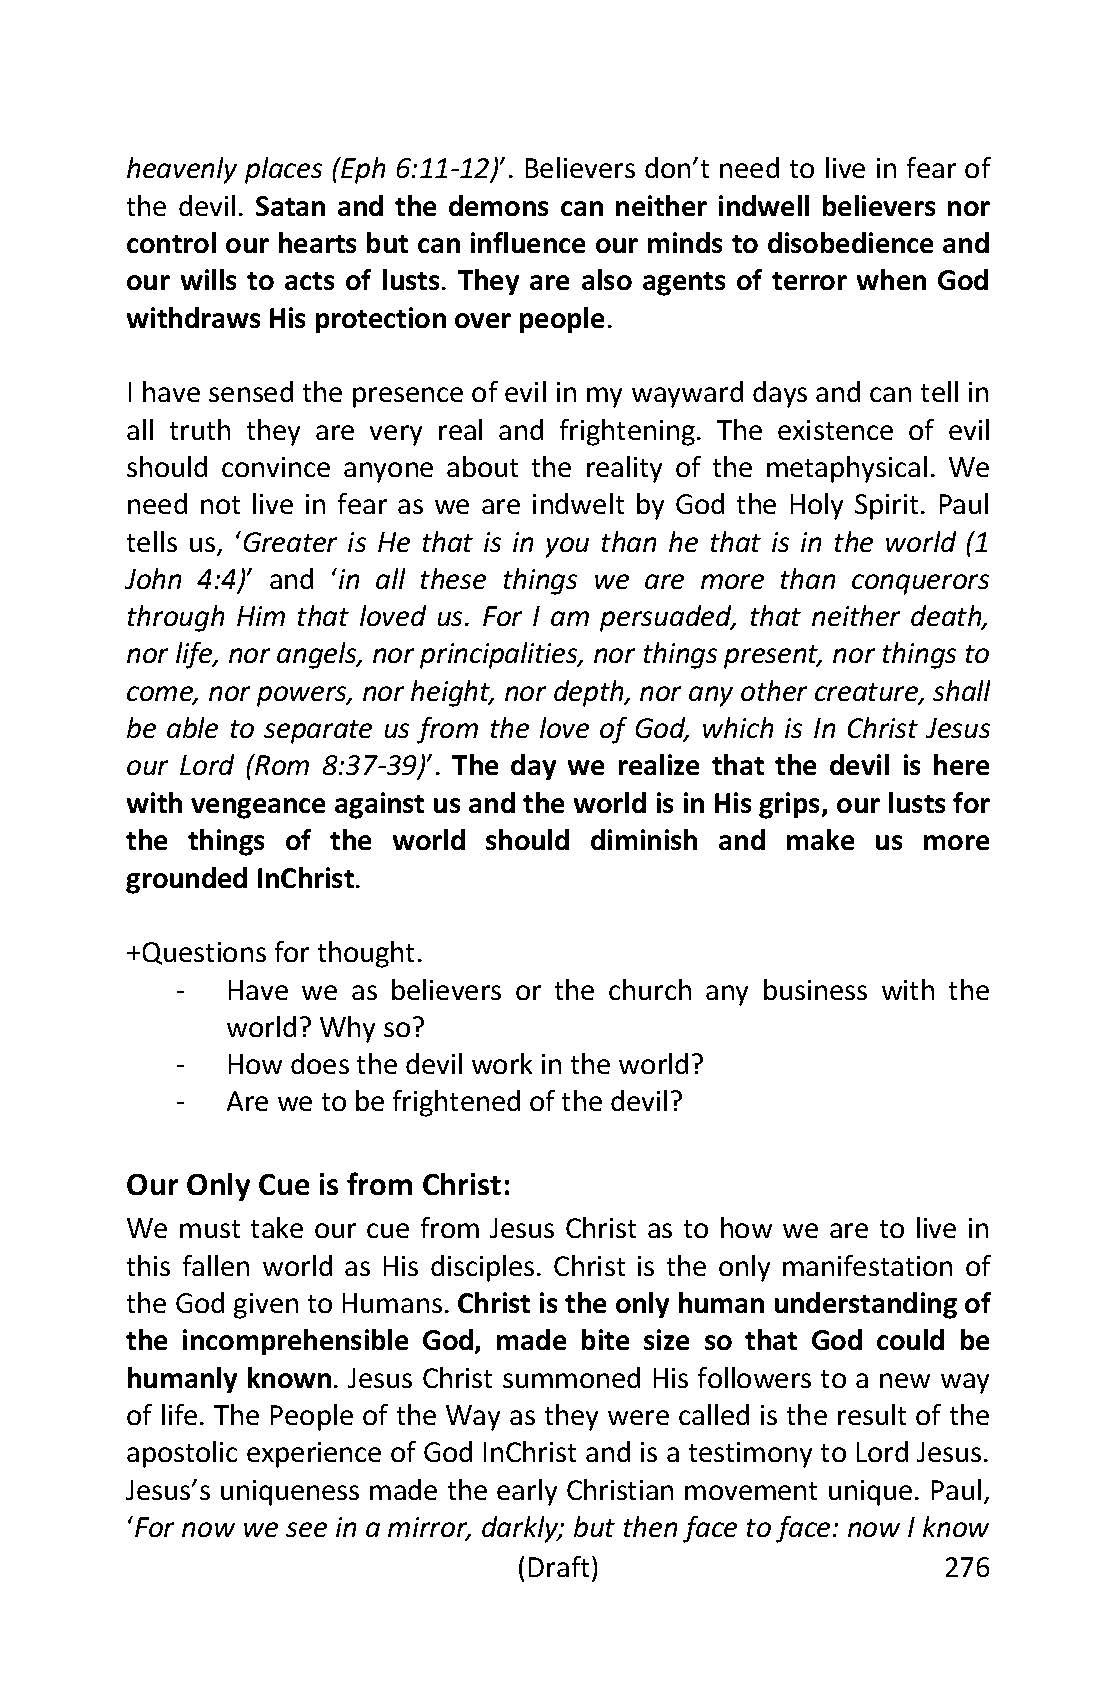 heavenly places (Eph 6:11-12)’. Believers don’t need to live in fear of
the devil. Satan and the demons can neither indwell believers nor
control our hearts but can influence our minds to disobedience and
our wills to acts of lusts. They are also agents of terror when God
withdraws His protection over people.
I have sensed the presence of evil in my wayward days and can tell in
all truth they are very real and frightening. The existence of evil
should convince anyone about the reality of the metaphysical. We
need not live in fear as we are indwelt by God the Holy Spirit. Paul
tells us, ‘Greater is He that is in you than he that is in the world (1
John 4:4)’ and ‘in all these things we are more than conquerors
through Him that loved us. For I am persuaded, that neither death,
nor life, nor angels, nor principalities, nor things present, nor things to
come, nor powers, nor height, nor depth, nor any other creature, shall
be able to separate us from the love of God, which is In Christ Jesus
our Lord (Rom 8:37-39)’. The day we realize that the devil is here
with vengeance against us and the world is in His grips, our lusts for
the things of the world should diminish and make us more
grounded InChrist.
+Questions for thought.
- Have we as believers or the church any business with the
world? Why so?
- How does the devil work in the world?
- Are we to be frightened of the devil?
Our Only Cue is from Christ:
We must take our cue from Jesus Christ as to how we are to live in
this fallen world as His disciples. Christ is the only manifestation of
the God given to Humans. Christ is the only human understanding of
the incomprehensible God, made bite size so that God could be
humanly known. Jesus Christ summoned His followers to a new way
of life. The People of the Way as they were called is the result of the
apostolic experience of God InChrist and is a testimony to Lord Jesus.
Jesus’s uniqueness made the early Christian movement unique. Paul,
‘For now we see in a mirror, darkly; but then face to face: now I know
(Draft) 276